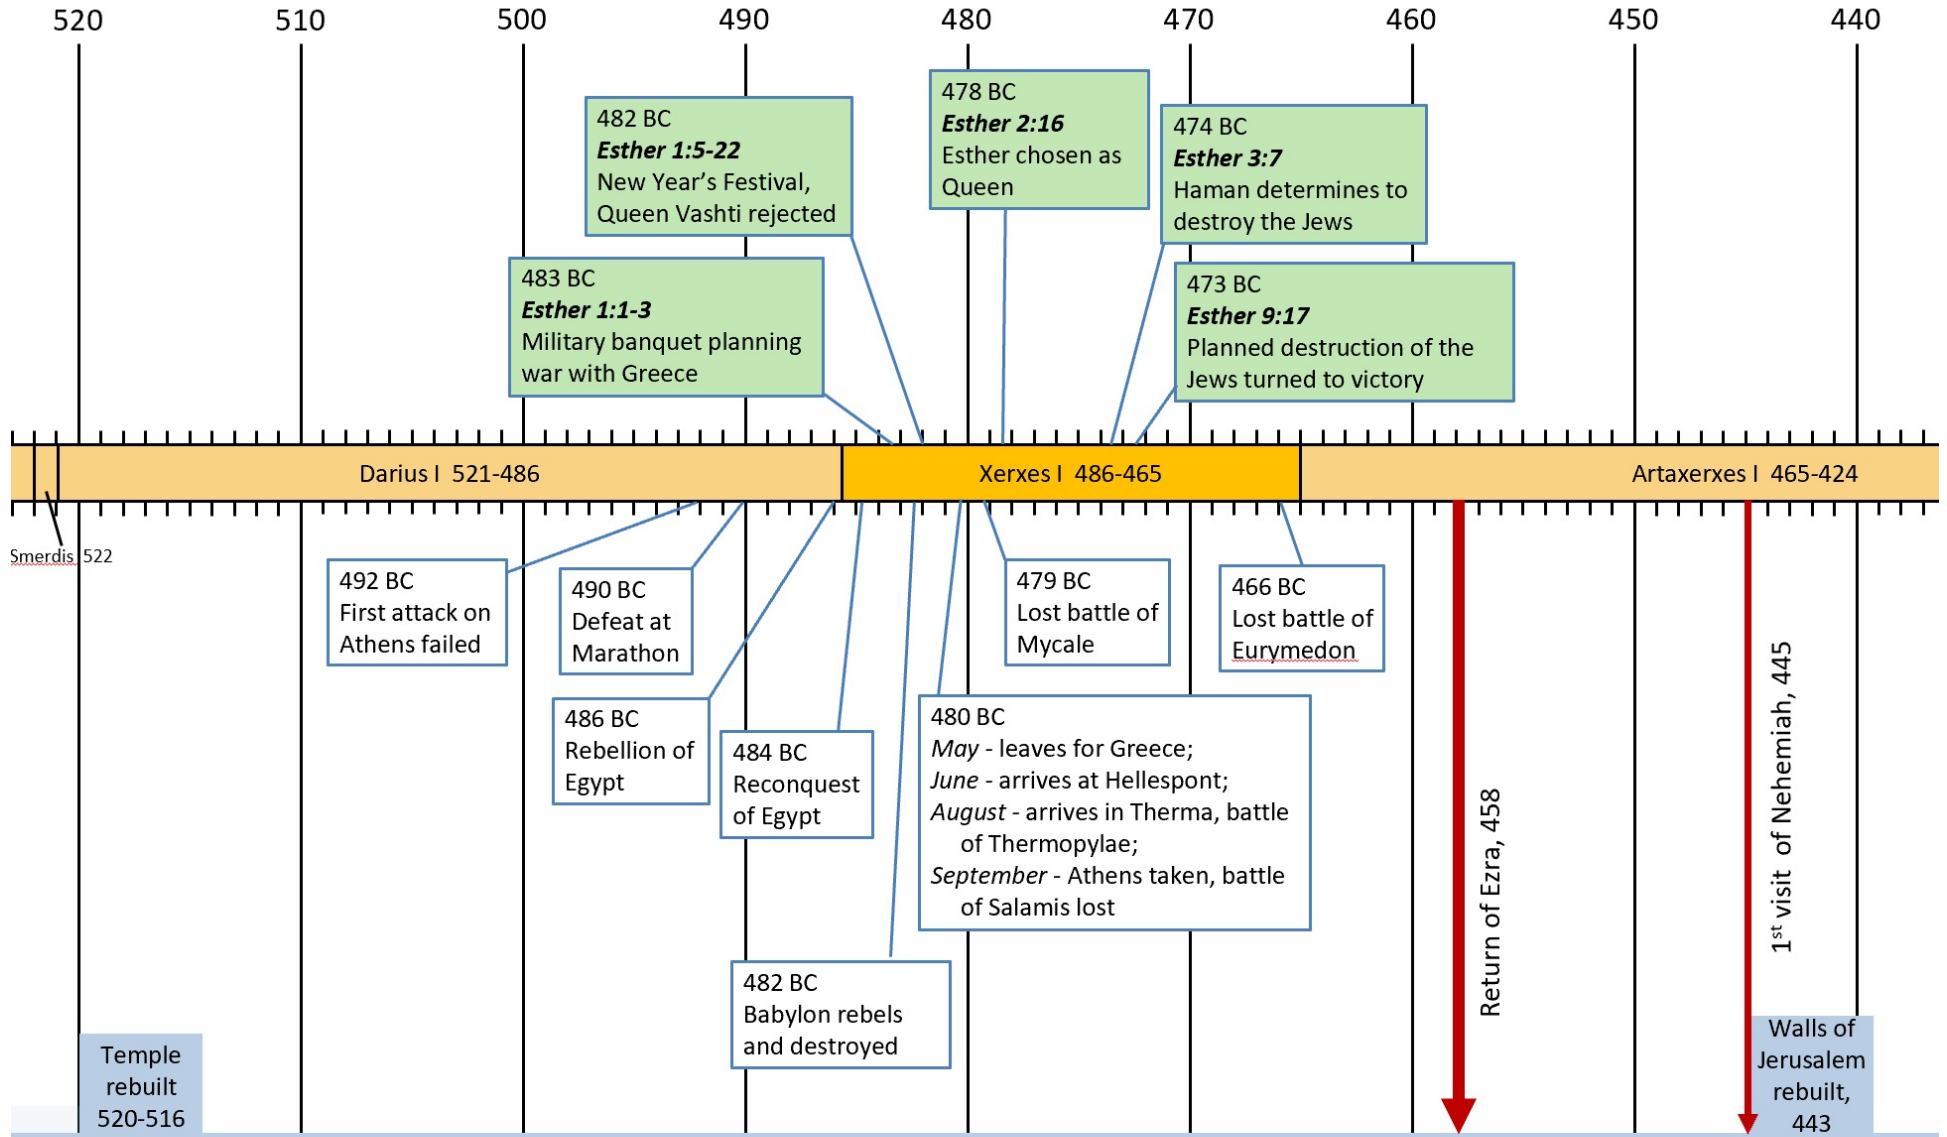 520 510 500 490 480 470 460 450 440
482 BC
Esther 1:5-22
New Year’s Festival,
Queen Vashti rejected
478 BC
Esther 2:16
Esther chosen as
Queen
474 BC
Esther 3:7
Haman determines to
destroy the Jews
483 BC
Esther 1:1-3
Military banquet planning
war with Greece
473 BC
Esther 9:17
Planned destruction of the
Jews turned to victory
Darius I 521-486
Xerxes I 486-465
Artaxerxes I 465-424
Smerdis 522
492 BC
First attack on
Athens failed
490 BC
Defeat at
Marathon
479 BC
Lost battle of
Mycale
466 BC
Lost battle of
Eurymedon
486 BC
Rebellion of
Egypt
484 BC
Reconquest
of Egypt
480 BC
May - leaves for Greece;
June - arrives at Hellespont;
August - arrives in Therma, battle
of Thermopylae;
September - Athens taken, battle
of Salamis lost
482 BC
Babylon rebels
and destroyed
Return of Ezra, 458
1st visit of Nehemiah, 445
Temple
rebuilt
520-516
Walls of
Jerusalem
rebuilt,
443